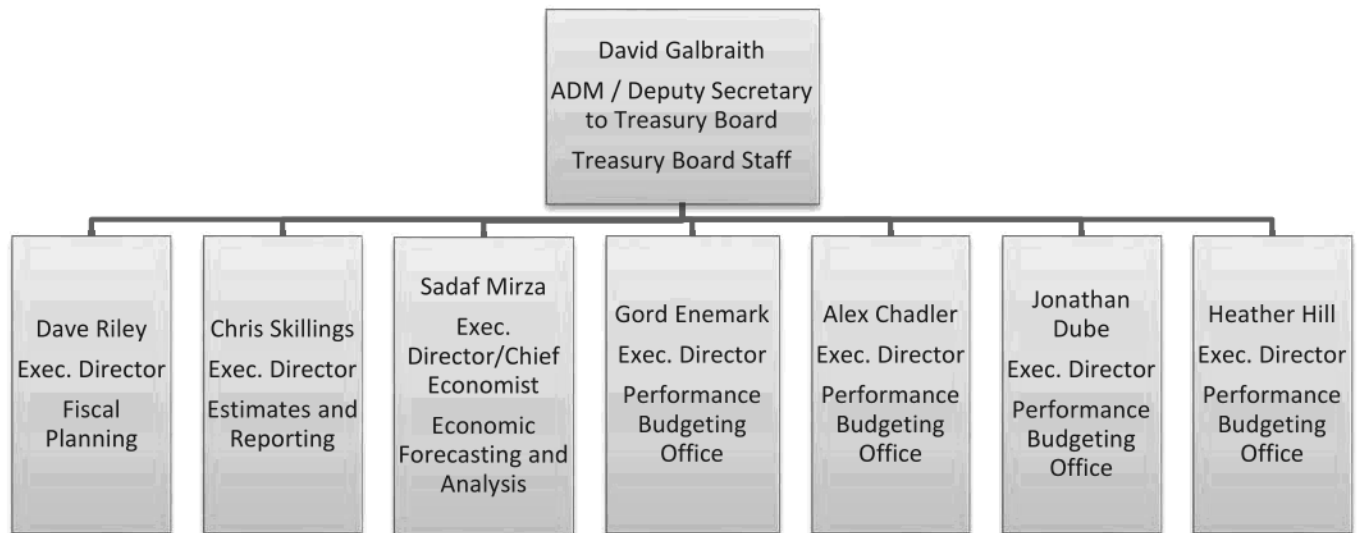 David Galbraith
ADM / Deputy Secretary
to Treasury Board
Treasury Board Staff
Dave Riley
Exec. Director
Fiscal
Planning
Chris Skillings
Exec. Director
Estimates and
Reporting
Sadaf Mirza
Exec.
Director/Chief
Economist
Economic
Forecasting and
Analysis
Gord Enemark
Exec. Director
Performance
Budgeting
Office
Alex Chadler
Exec. Director
Performance
Budgeting
Office
Jonathan
Dube
Exec. Director
Performance
Budgeting
Office
Heather Hill
Exec. Director
Performance
Budgeting
Office